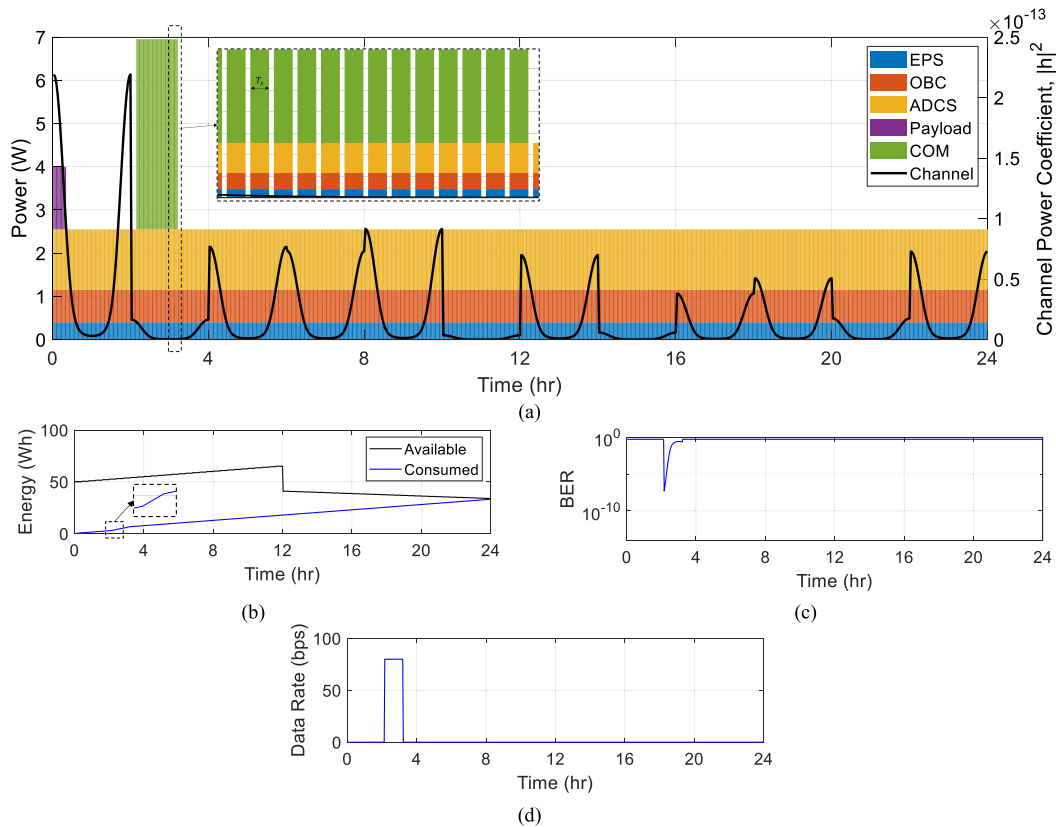 ×10⁻¹³
7
6
5
4
3
2
1
0
Power (W)
T_s
EPS
OBC
ADCS
Payload
COM
Channel
2.5
2
1.5
1
0.5
0
Channel Power Coefficient, |h|²
0 4 8 12 16 20 24
Time (hr)
(a)
100
50
0
Energy (Wh)
Available
Consumed
0 4 8 12 16 20 24
Time (hr)
(b)
10⁰
10⁻¹⁰
BER
0 4 8 12 16 20 24
Time (hr)
(c)
100
50
0
Data Rate (bps)
0 4 8 12 16 20 24
Time (hr)
(d)